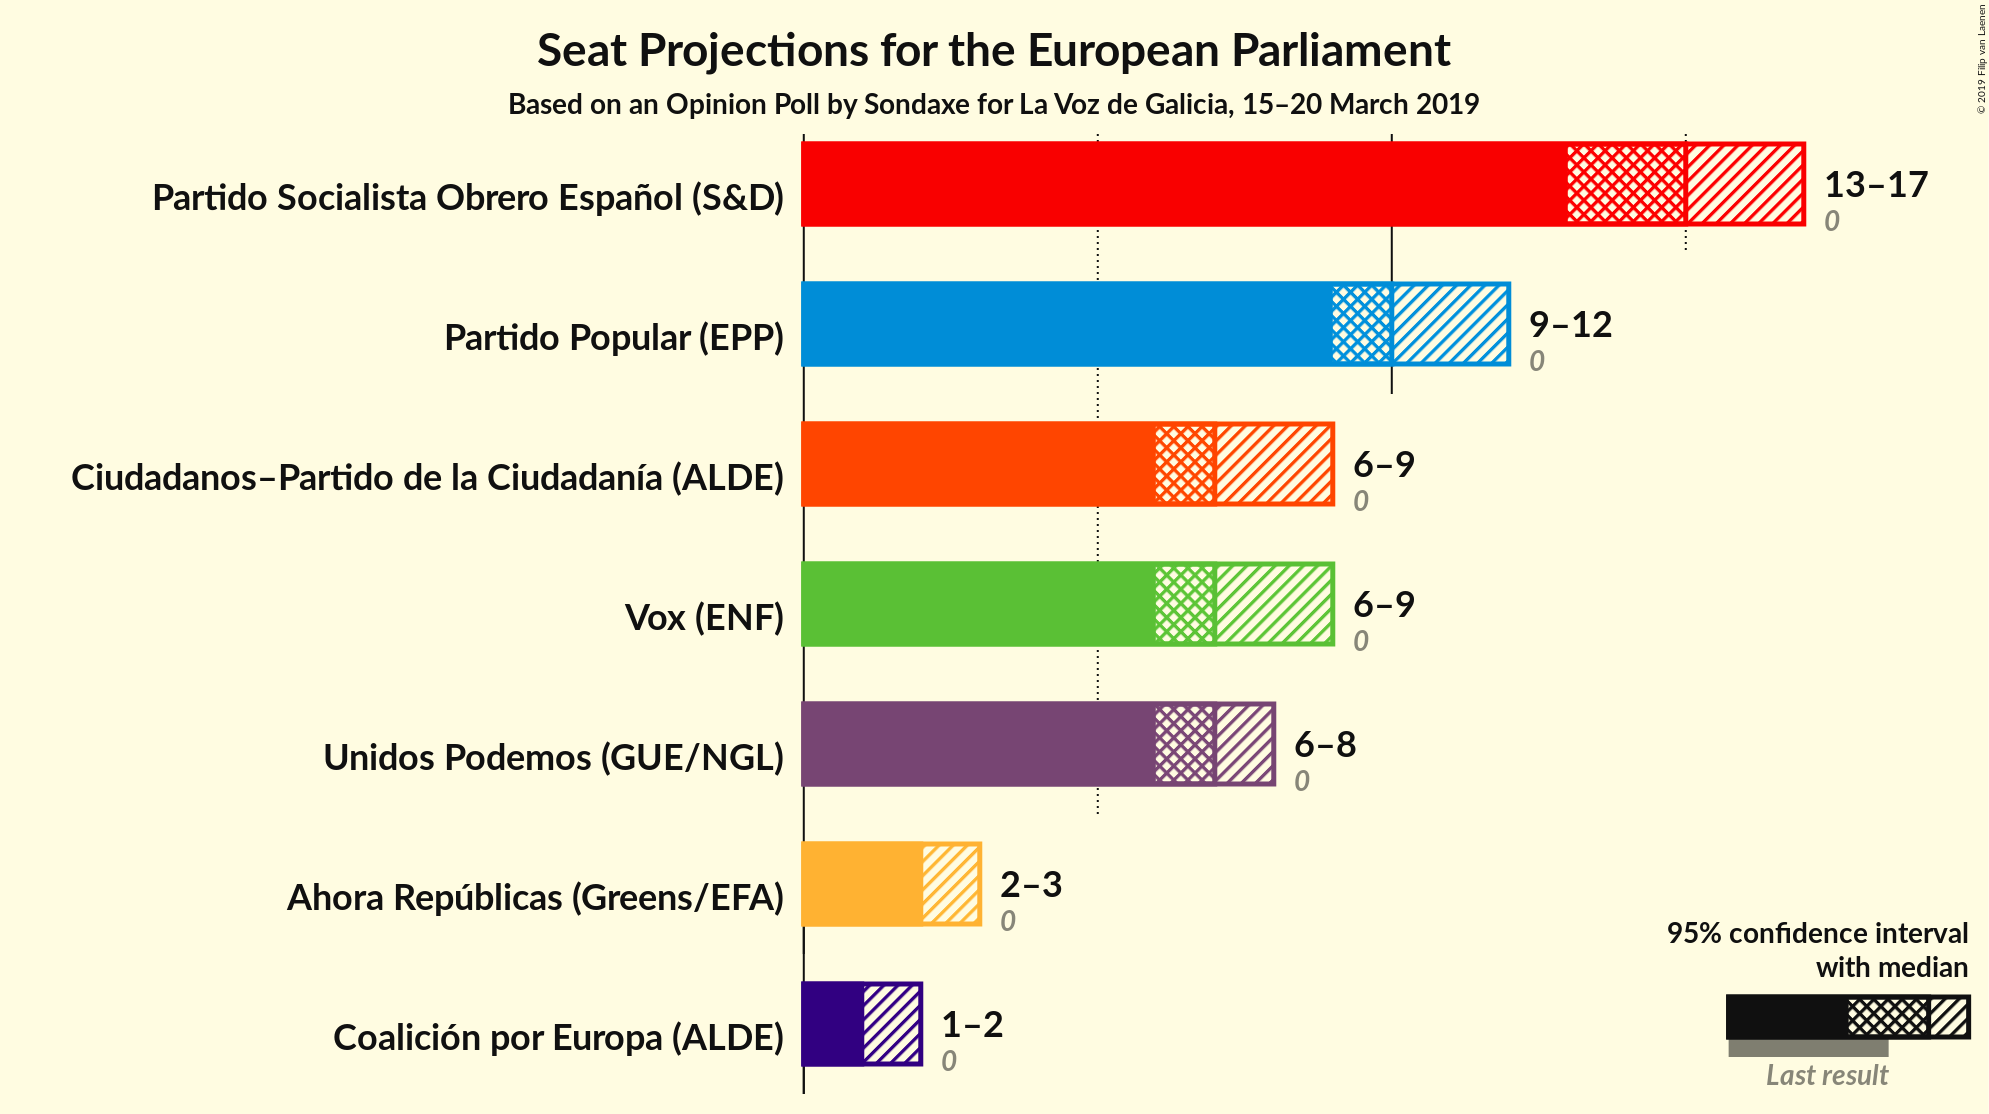 Seat Projections for the European Parliament
Based on an Opinion Poll by Sondaxe for La Voz de Galicia, 15–20 March 2019
© 2019 Filip van Laenen
Partido Socialista Obrero Español (S&D)
13–17
0
Partido Popular (EPP)
9–12
0
Ciudadanos–Partido de la Ciudadanía (ALDE)
6–9
0
Vox (ENF)
6–9
0
Unidos Podemos (GUE/NGL)
6–8
0
Ahora Repúblicas (Greens/EFA)
2–3
0
Coalición por Europa (ALDE)
1–2
0
95% confidence interval
with median
Last result